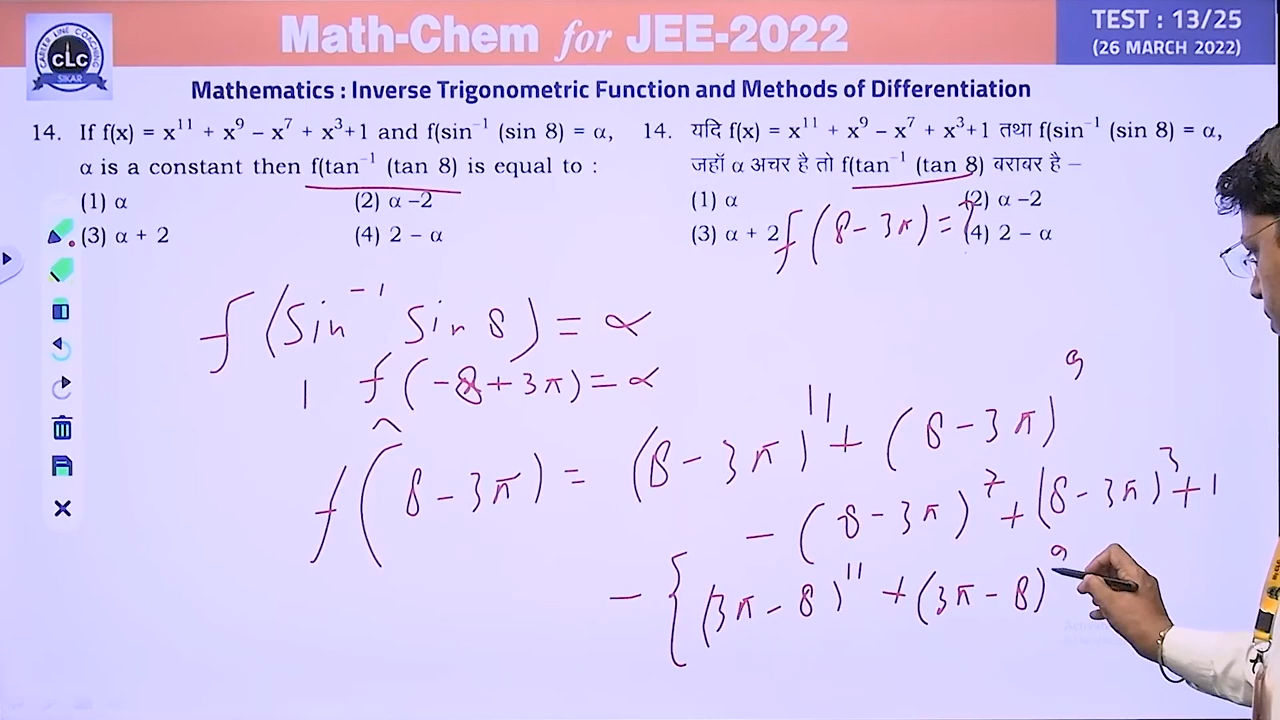 CAREER LINE COACHING
CLC
SIKAR
Math-Chem for JEE-2022
TEST : 13/25
(26 MARCH 2022)
Mathematics : Inverse Trigonometric Function and Methods of Differentiation
14. If f(x) = x¹¹ + x⁹ – x⁷ + x³+1 and f(sin⁻¹ (sin 8) = α,
α is a constant then f(tan⁻¹ (tan 8) is equal to :
(1) α (2) α –2
(3) α + 2 (4) 2 – α
14. यदि f(x) = x¹¹ + x⁹ – x⁷ + x³+1 तथा f(sin⁻¹ (sin 8) = α,
जहाँ α अचर है तो f(tan⁻¹ (tan 8) बराबर है –
(1) α (2) α –2
(3) α + 2 (4) 2 – α
f(8-3π) = ?
f(Sin⁻¹ Sin 8) = α
f(-8+3π) = α
f(8-3π) = (8-3π)¹¹ + (8-3π)⁹
- (8-3π)⁷ + (8-3π)³ + 1
- {(3π-8)¹¹ + (3π-8)⁹